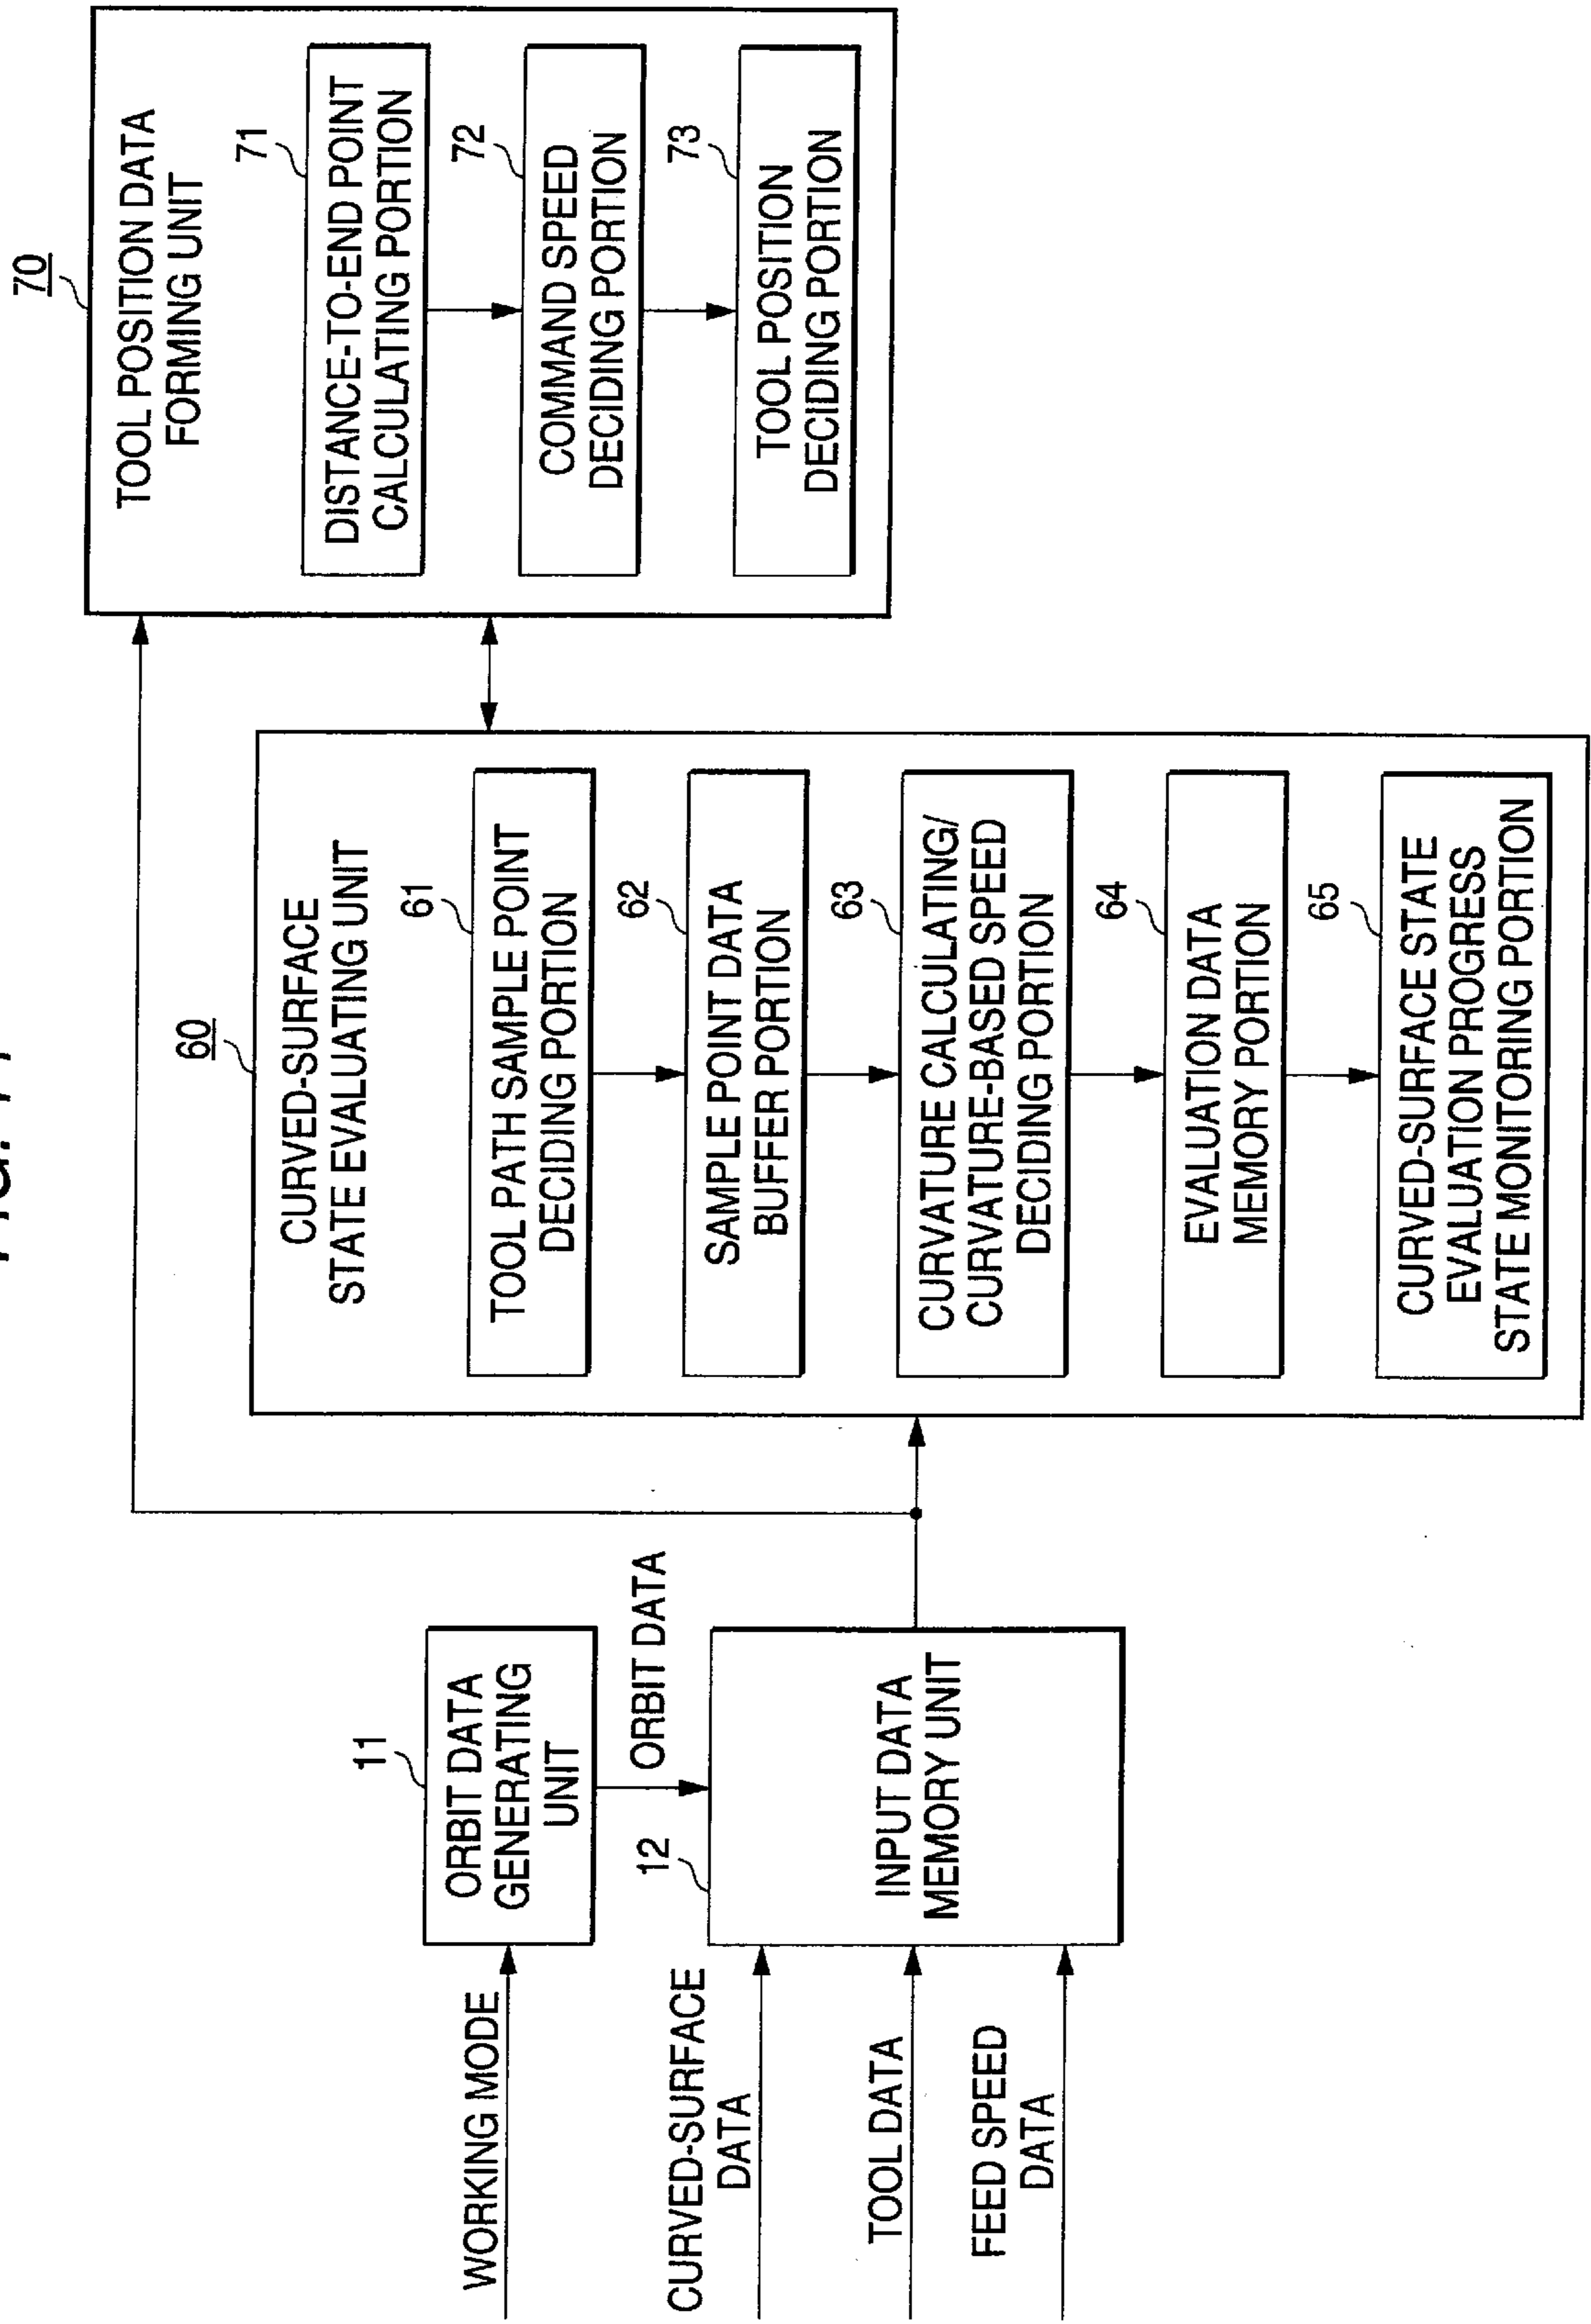 WORKING MODE
11
ORBIT DATA
GENERATING
UNIT
ORBIT DATA
CURVED-SURFACE
DATA
TOOL DATA
FEED SPEED
DATA
12
INPUT DATA
MEMORY UNIT
60
CURVED-SURFACE
STATE EVALUATING UNIT
61
TOOL PATH SAMPLE POINT
DECIDING PORTION
62
SAMPLE POINT DATA
BUFFER PORTION
63
CURVATURE CALCULATING/
CURVATURE-BASED SPEED
DECIDING PORTION
64
EVALUATION DATA
MEMORY PORTION
65
CURVED-SURFACE STATE
EVALUATION PROGRESS
STATE MONITORING PORTION
70
TOOL POSITION DATA
FORMING UNIT
71
DISTANCE-TO-END POINT
CALCULATING PORTION
72
COMMAND SPEED
DECIDING PORTION
73
TOOL POSITION
DECIDING PORTION